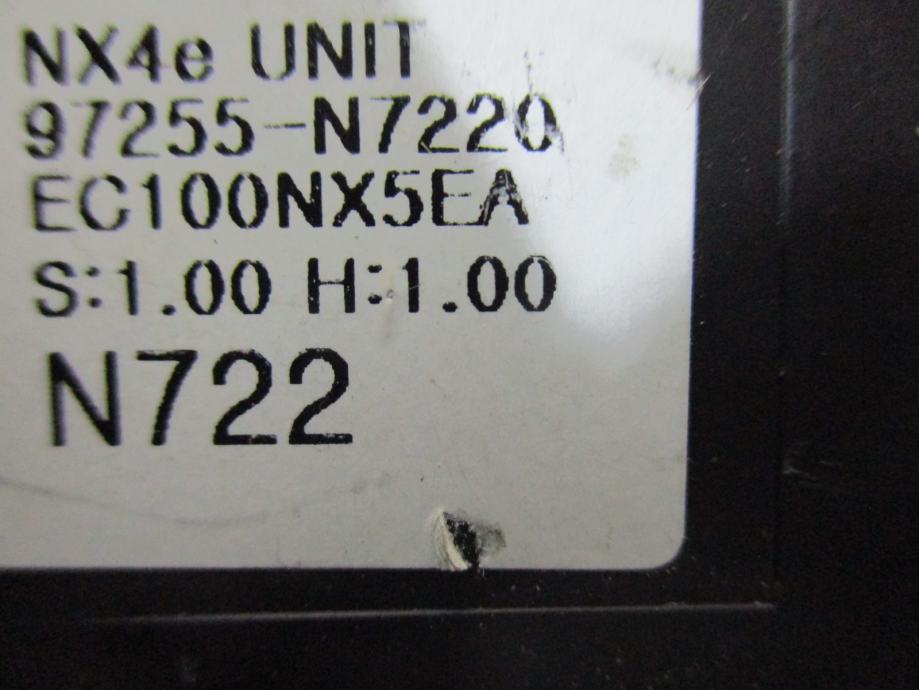 NX4e UNIT
97255-N7220
EC100NX5EA
S:1.00 H:1.00
N722